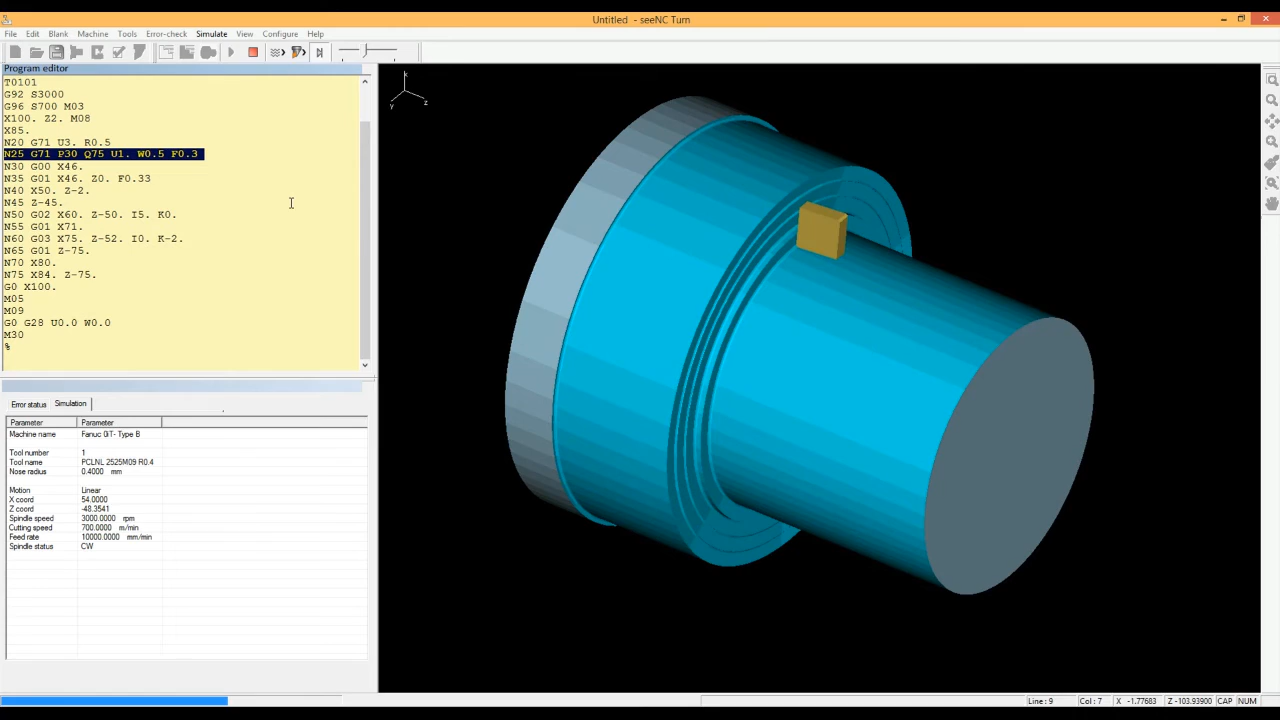 Untitled - seeNC Turn
File Edit Blank Machine Tools Error-check Simulate View Configure Help
Program editor
T0101
G92 S3000
G96 S700 M03
X100. Z2. M08
X85.
N20 G71 U3. R0.5
N25 G71 P30 Q75 U1. W0.5 F0.3
N30 G00 X46.
N35 G01 X46. Z0. F0.33
N40 X50. Z-2.
N45 Z-45.
N50 G02 X60. Z-50. I5. K0.
N55 G01 X71.
N60 G03 X75. Z-52. I0. K-2.
N65 G01 Z-75.
N70 X80.
N75 X84. Z-75.
G0 X100.
M05
M09
G0 G28 U0.0 W0.0
M30
%
Error status Simulation
Parameter Parameter
Machine name Fanuc 0iT- Type B
Tool number 1
Tool name PCLNL 2525M09 R0.4
Nose radius 0.4000 mm
Motion Linear
X coord 54.0000
Z coord -48.3541
Spindle speed 3000.0000 rpm
Cutting speed 700.0000 m/min
Feed rate 10000.0000 mm/min
Spindle status CW
x
y z
Line: 9 Col: 7 X -1.77683 Z -103.93900 CAP NUM